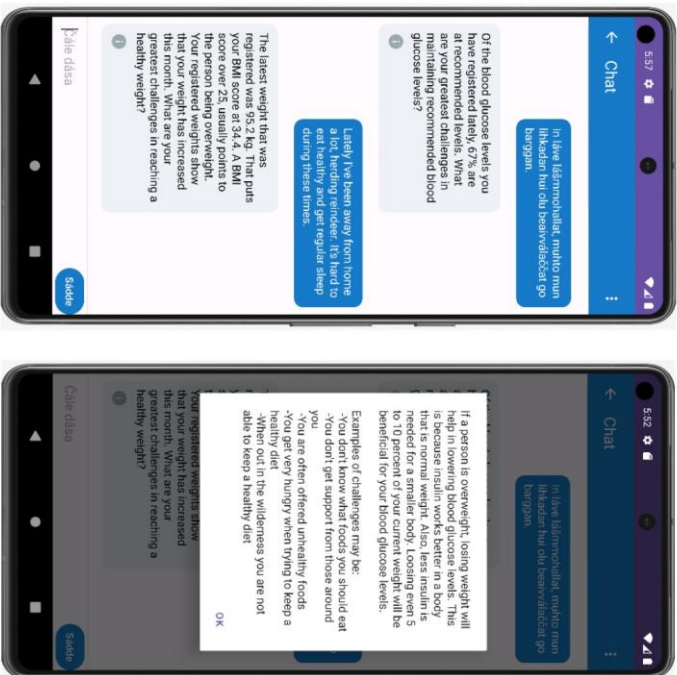 5:57
Chat
In láve lášmmohallat, muhto mun
lihkadan hui olu beaivválaččat go
barggan.
Of the blood glucose levels you
have registered lately, 67% are
at recommended levels. What
are your greatest challenges in
maintaining recommended blood
glucose levels?
Lately I've been away from home
a lot, herding reindeer. It's hard to
eat healthy and get regular sleep
during these times.
The latest weight that was
registered was 95.2 kg. That puts
your BMI score at 34.4. A BMI
score over 25, usually points to
the person being overweight.
Your registered weights show
that your weight has increased
this month. What are your
greatest challenges in reaching a
healthy weight?
Čále dása
Sádde
5:52
Chat
In láve lášmmohallat, muhto mun
lihkadan hui olu beaivválaččat go
barggan.
If a person is overweight, losing weight will
help in lowering blood glucose levels. This
is because insulin works better in a body
that is normal weight. Also, less insulin is
needed for a smaller body. Loosing even 5
to 10 percent of your current weight will be
beneficial for your blood glucose levels.
Examples of challenges may be:
-You don't know what foods you should eat
-You don't get support from those around
you
-You are often offered unhealthy foods
-You get very hungry when trying to keep a
healthy diet
-When out in the wilderness you are not
able to keep a healthy diet
OK
Your registered weights show
that your weight has increased
this month. What are your
greatest challenges in reaching a
healthy weight?
Čále dása
Sádde